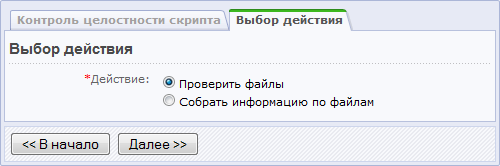 Контроль целостности скрипта Выбор действия
Выбор действия
*Действие: Проверить файлы
Собрать информацию по файлам
<< В начало Далее >>